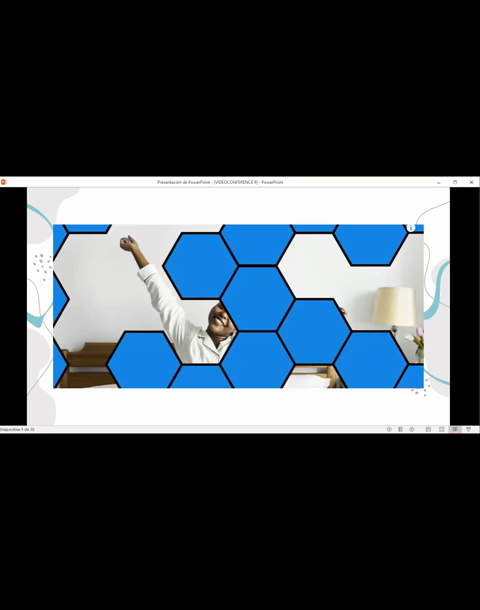 Presentación de PowerPoint - [VIDEOCONFERENCE 9] - PowerPoint
Diapositiva 5 de 30